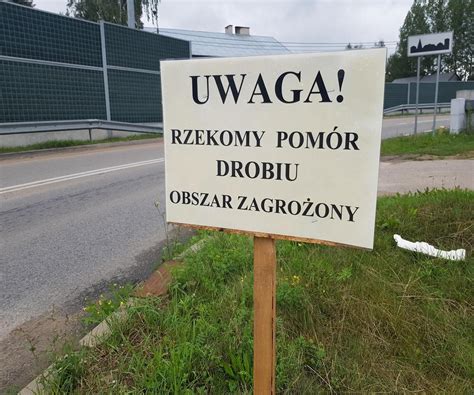 UWAGA!
RZEKOMY POMÓR
DROBIU
OBSZAR ZAGROŻONY